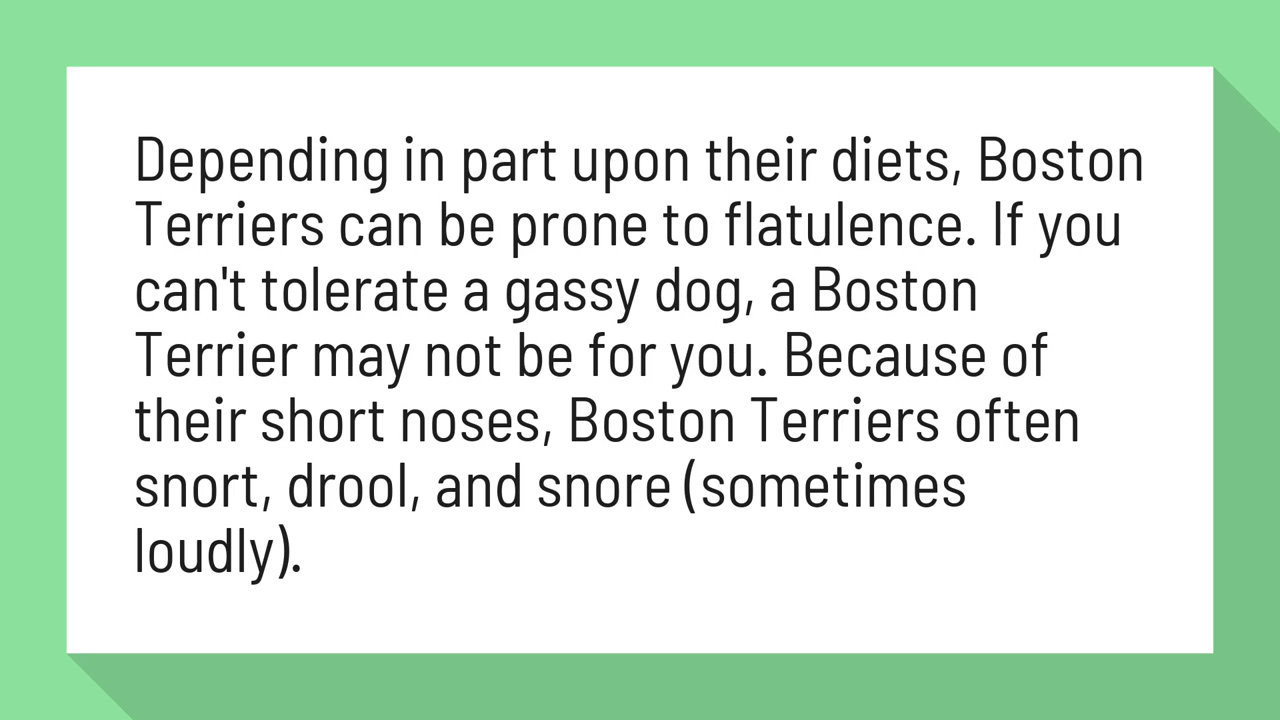 Depending in part upon their diets, Boston
Terriers can be prone to flatulence. If you
can't tolerate a gassy dog, a Boston
Terrier may not be for you. Because of
their short noses, Boston Terriers often
snort, drool, and snore (sometimes
loudly).